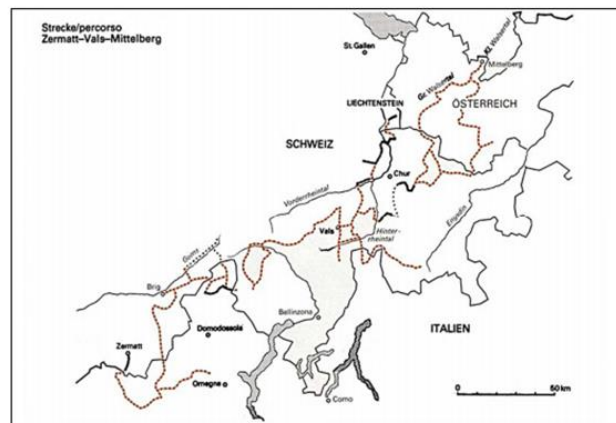 Strecke/percorso
Zermatt–Vals–Mittelberg
St. Gallen
Kl. Walsertal
Mittelberg
Gr. Walsertal
LIECHTENSTEIN
ÖSTERREICH
SCHWEIZ
Chur
Vorderrheintal
Engadin
Vals
Hinter-
rheintal
Goms
Brig
Bellinzona
ITALIEN
Domodossola
Zermatt
Omegna
Como
0
50 km